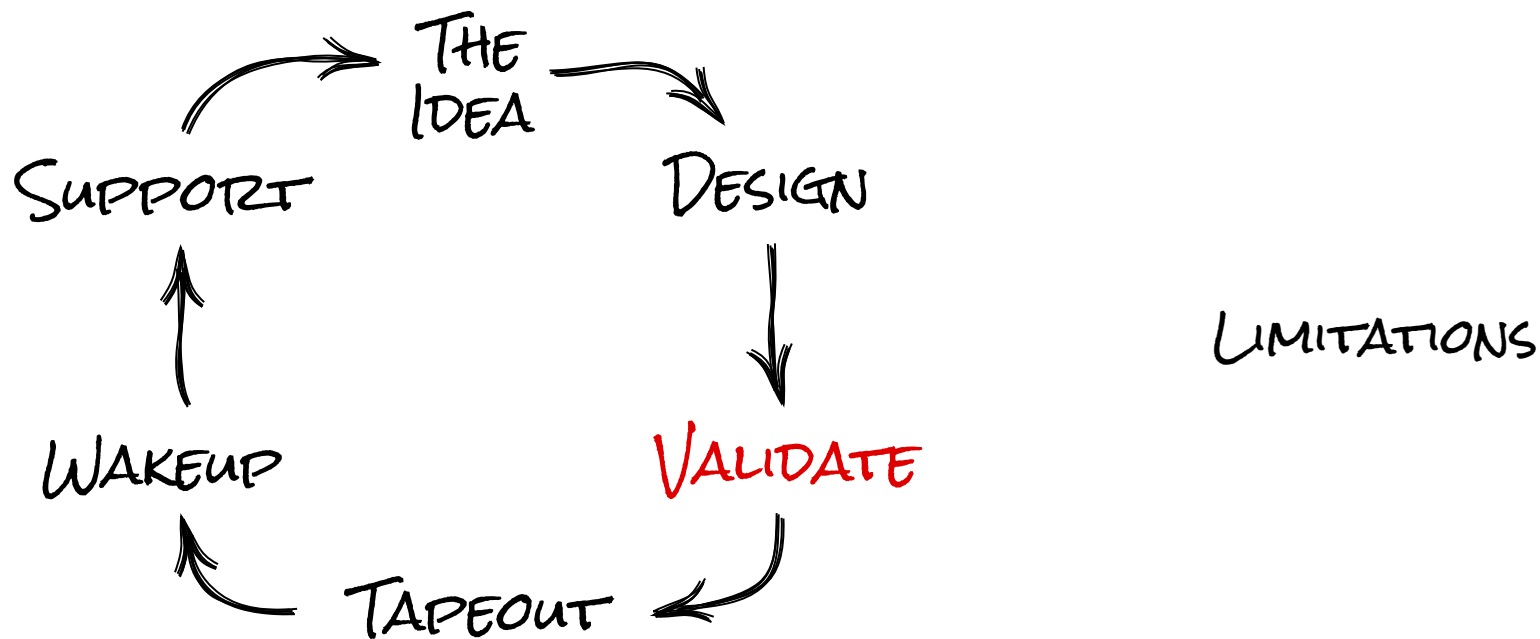 The
Idea
Support
Design
Limitations
Wakeup
Validate
Tapeout